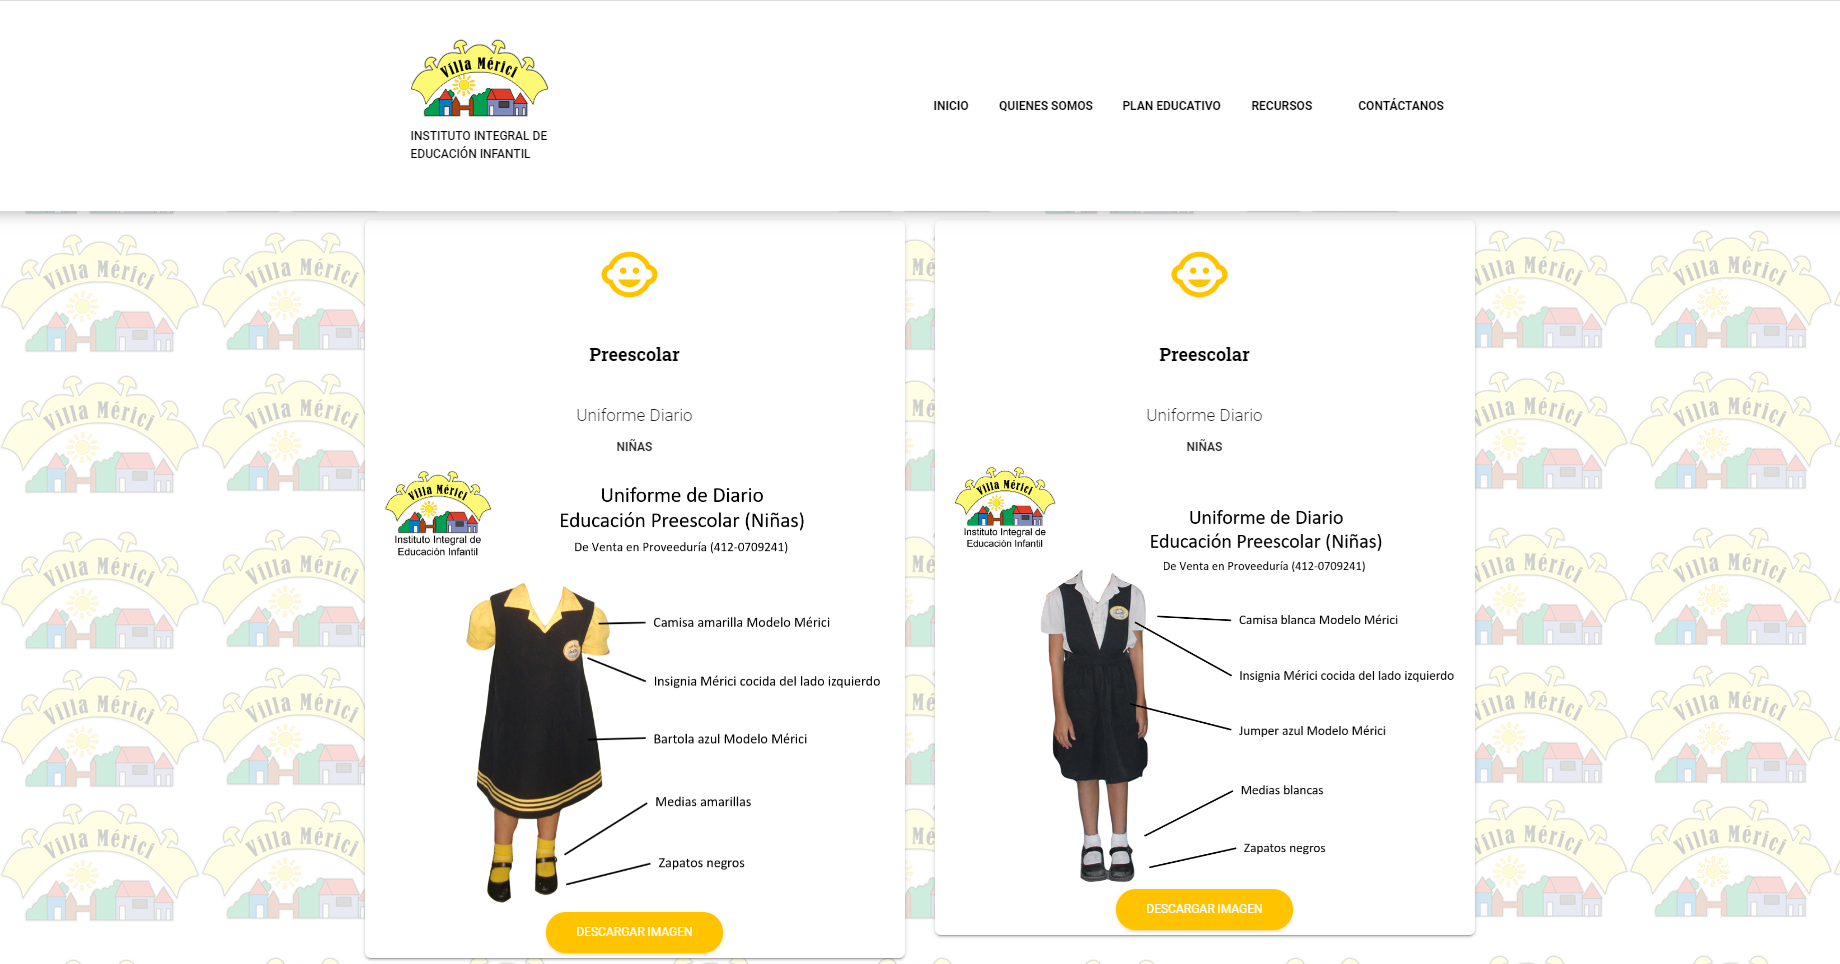 Villa Mérici
INSTITUTO INTEGRAL DE
EDUCACIÓN INFANTIL
INICIO
QUIENES SOMOS
PLAN EDUCATIVO
RECURSOS
CONTÁCTANOS
Preescolar
Uniforme Diario
NIÑAS
Villa Mérici
Instituto Integral de
Educación Infantil
Uniforme de Diario
Educación Preescolar (Niñas)
De Venta en Proveeduría (412-0709241)
Camisa amarilla Modelo Mérici
Insignia Mérici cocida del lado izquierdo
Bartola azul Modelo Mérici
Medias amarillas
Zapatos negros
DESCARGAR IMAGEN
Preescolar
Uniforme Diario
NIÑAS
Villa Mérici
Instituto Integral de
Educación Infantil
Uniforme de Diario
Educación Preescolar (Niñas)
De Venta en Proveeduría (412-0709241)
Camisa blanca Modelo Mérici
Insignia Mérici cocida del lado izquierdo
Jumper azul Modelo Mérici
Medias blancas
Zapatos negros
DESCARGAR IMAGEN